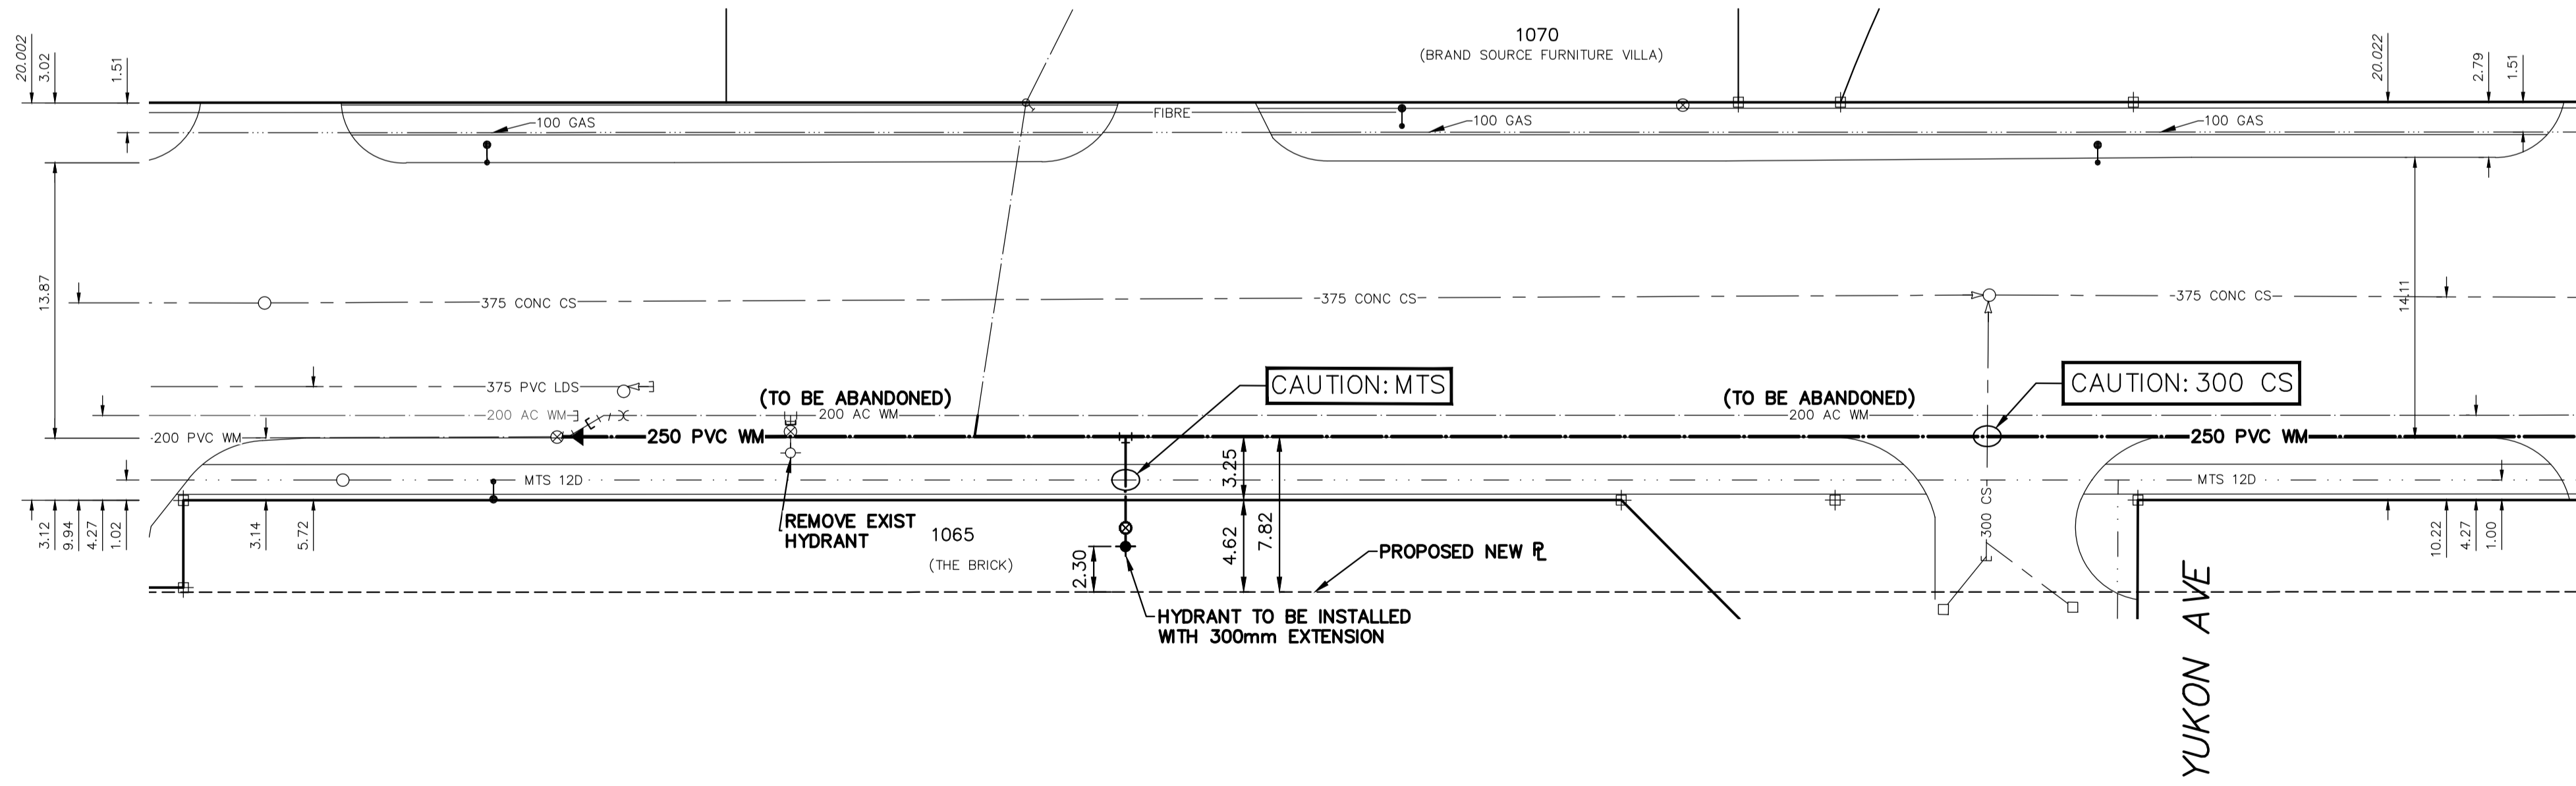 20.002
3.02
1.51
1070
(BRAND SOURCE FURNITURE VILLA)
20.022
2.79
1.51
100 GAS
FIBRE
100 GAS
100 GAS
13.87
375 CONC CS
375 CONC CS
375 CONC CS
14.11
375 PVC LDS
CAUTION: MTS
CAUTION: 300 CS
(TO BE ABANDONED)
(TO BE ABANDONED)
200 AC WM
200 AC WM
200 AC WM
200 PVC WM
250 PVC WM
250 PVC WM
3.25
MTS 12D
MTS 12D
300 CS
3.12
9.94
4.27
1.02
3.14
5.72
REMOVE EXIST
HYDRANT
1065
(THE BRICK)
2.30
4.62
7.82
PROPOSED NEW PL
10.22
4.27
1.00
HYDRANT TO BE INSTALLED
WITH 300mm EXTENSION
YUKON AVE